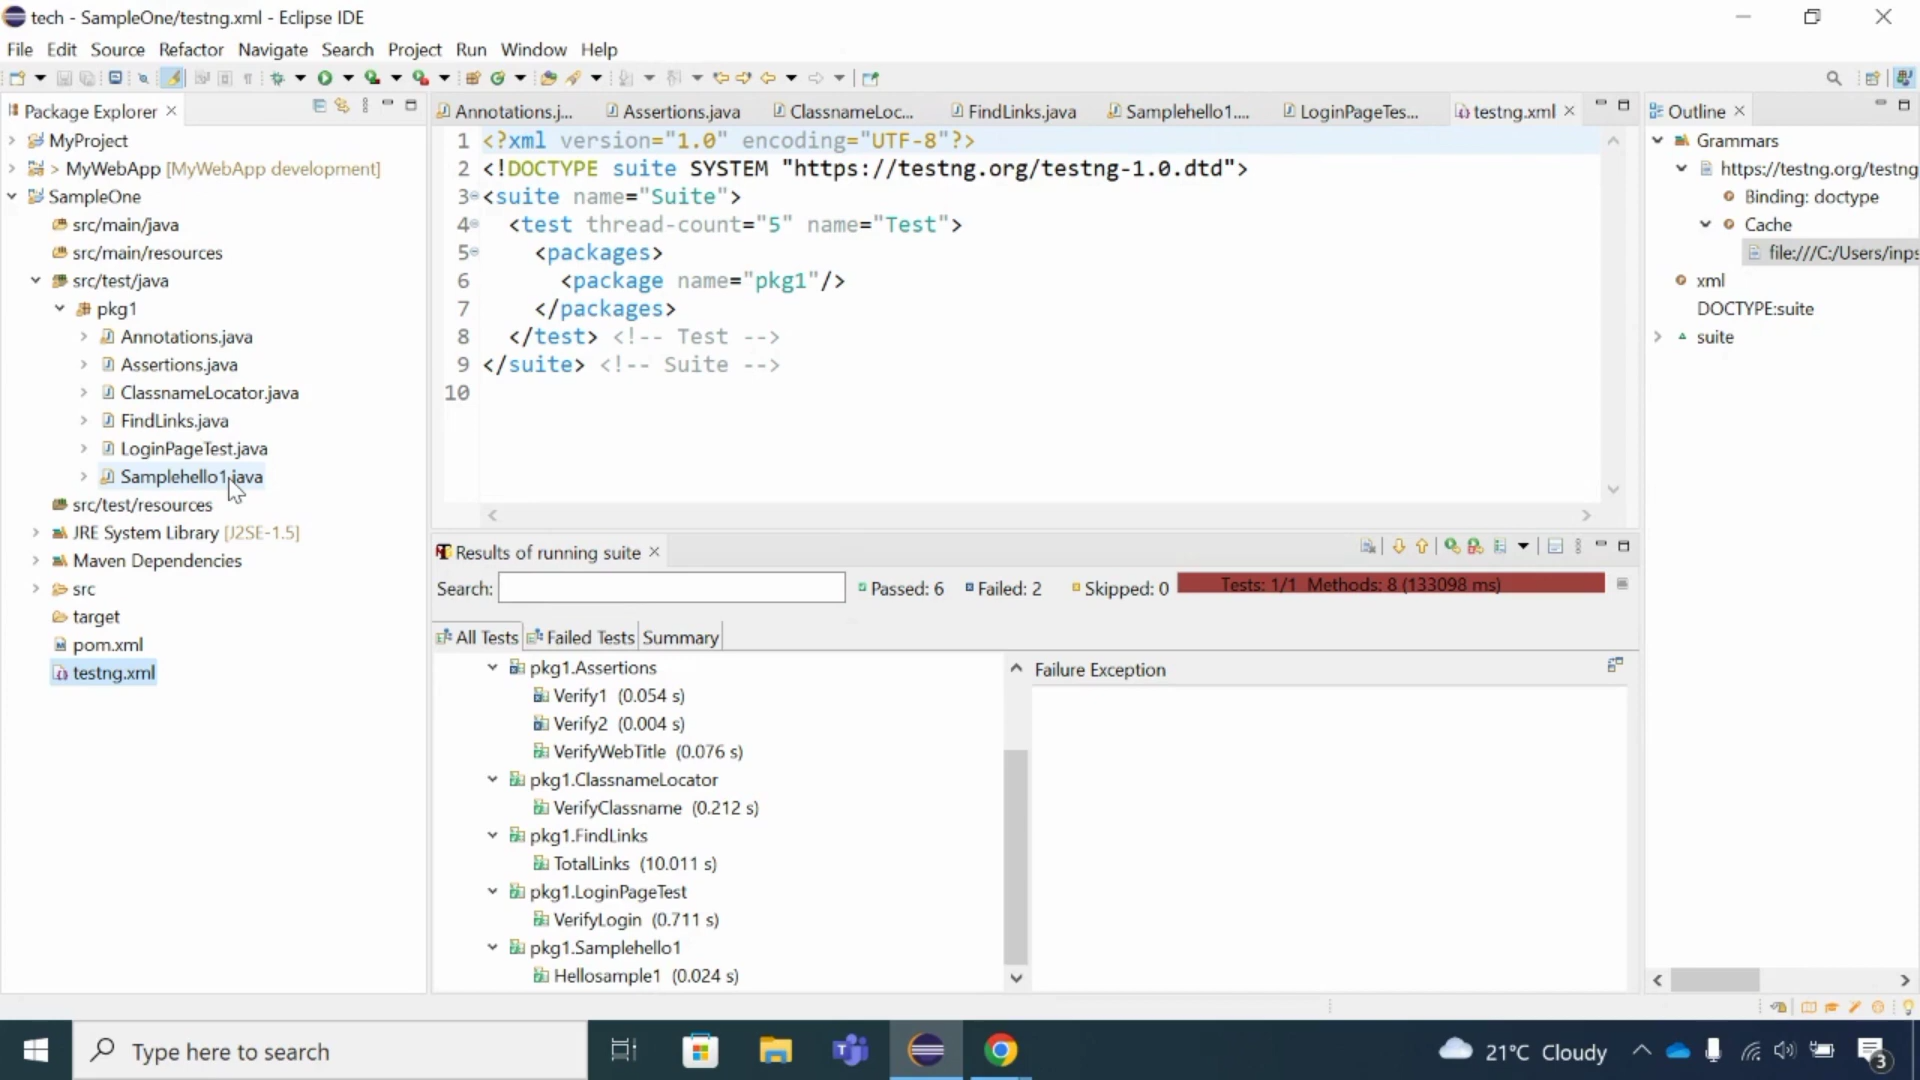 tech - SampleOne/testng.xml - Eclipse IDE
File Edit Source Refactor Navigate Search Project Run Window Help
Package Explorer
MyProject
> MyWebApp [MyWebApp development]
SampleOne
src/main/java
src/main/resources
src/test/java
pkg1
Annotations.java
Assertions.java
ClassnameLocator.java
FindLinks.java
LoginPageTest.java
Samplehello1.java
src/test/resources
JRE System Library [J2SE-1.5]
Maven Dependencies
src
target
pom.xml
testng.xml
Annotations.j... Assertions.java ClassnameLoc... FindLinks.java Samplehello1.... LoginPageTes... testng.xml
1 <?xml version="1.0" encoding="UTF-8"?>
2 <!DOCTYPE suite SYSTEM "https://testng.org/testng-1.0.dtd">
3 <suite name="Suite">
4 <test thread-count="5" name="Test">
5 <packages>
6 <package name="pkg1"/>
7 </packages>
8 </test> <!-- Test -->
9 </suite> <!-- Suite -->
10
Results of running suite
Search: Passed: 6 Failed: 2 Skipped: 0 Tests: 1/1 Methods: 8 (133098 ms)
All Tests Failed Tests Summary
pkg1.Assertions
Verify1 (0.054 s)
Verify2 (0.004 s)
VerifyWebTitle (0.076 s)
pkg1.ClassnameLocator
VerifyClassname (0.212 s)
pkg1.FindLinks
TotalLinks (10.011 s)
pkg1.LoginPageTest
VerifyLogin (0.711 s)
pkg1.Samplehello1
Hellosample1 (0.024 s)
Failure Exception
Outline
Grammars
https://testng.org/testng
Binding: doctype
Cache
file:///C:/Users/inps
xml
DOCTYPE:suite
suite
Type here to search
21°C Cloudy
3